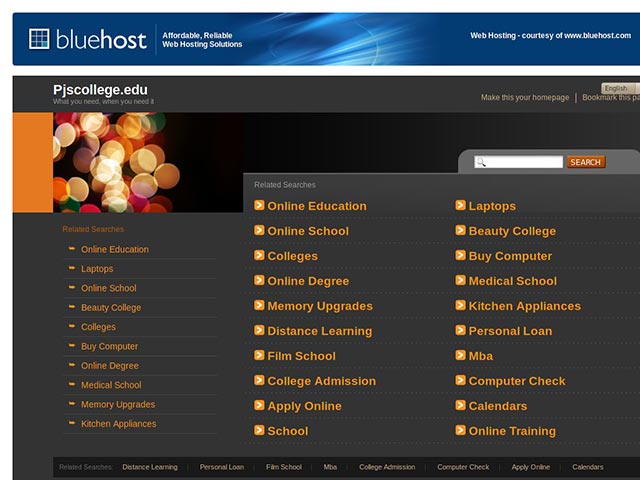 bluehost
Affordable, Reliable
Web Hosting Solutions
Web Hosting - courtesy of www.bluehost.com
Pjscollege.edu
What you need, when you need it
English
Make this your homepage | Bookmark this pa
SEARCH
Related Searches
Online Education
Laptops
Online School
Beauty College
Colleges
Buy Computer
Online Degree
Medical School
Memory Upgrades
Kitchen Appliances
Related Searches
Online Education
Online School
Colleges
Online Degree
Memory Upgrades
Distance Learning
Film School
College Admission
Apply Online
School
Laptops
Beauty College
Buy Computer
Medical School
Kitchen Appliances
Personal Loan
Mba
Computer Check
Calendars
Online Training
Related Searches: Distance Learning | Personal Loan | Film School | Mba | College Admission | Computer Check | Apply Online | Calendars